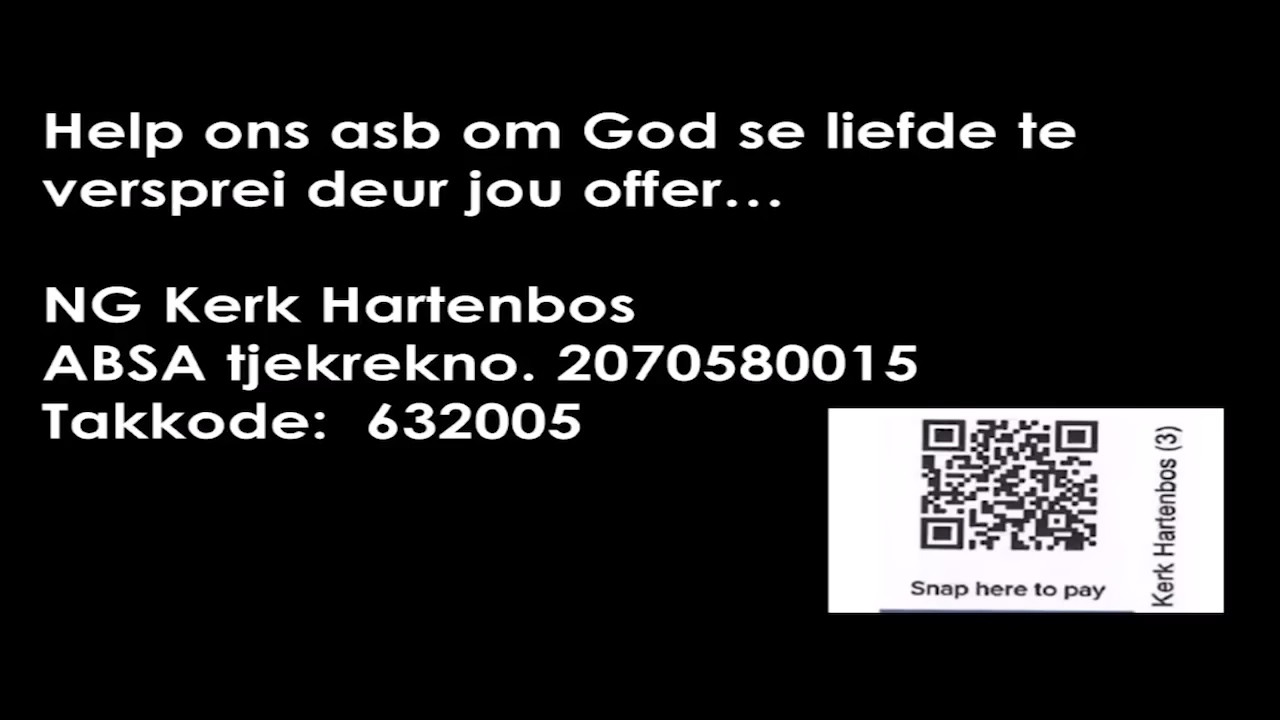 Help ons asb om God se liefde te
versprei deur jou offer...
NG Kerk Hartenbos
ABSA tjekrekno. 2070580015
Takkode: 632005
Snap here to pay
Kerk Hartenbos (3)